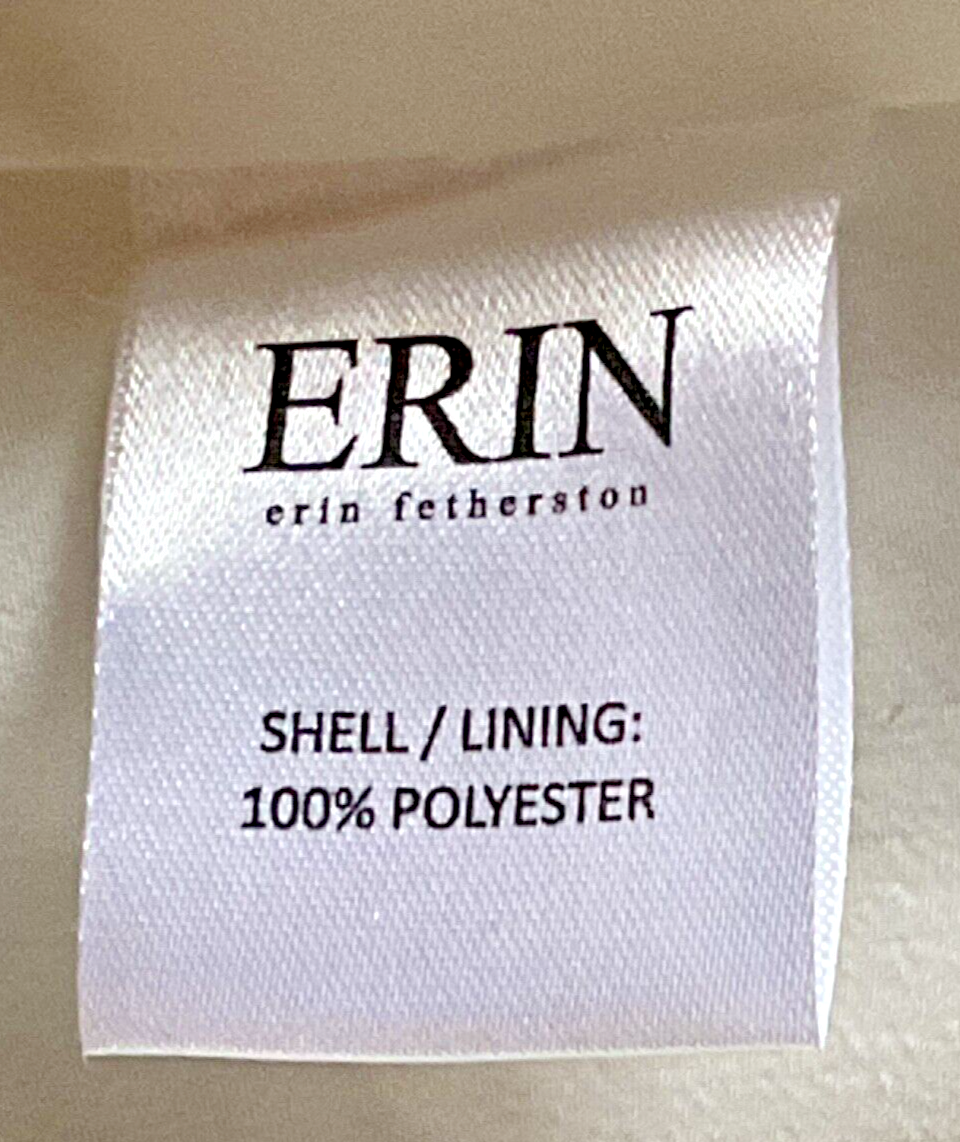 ERIN
erin fetherston
SHELL / LINING:
100% POLYESTER